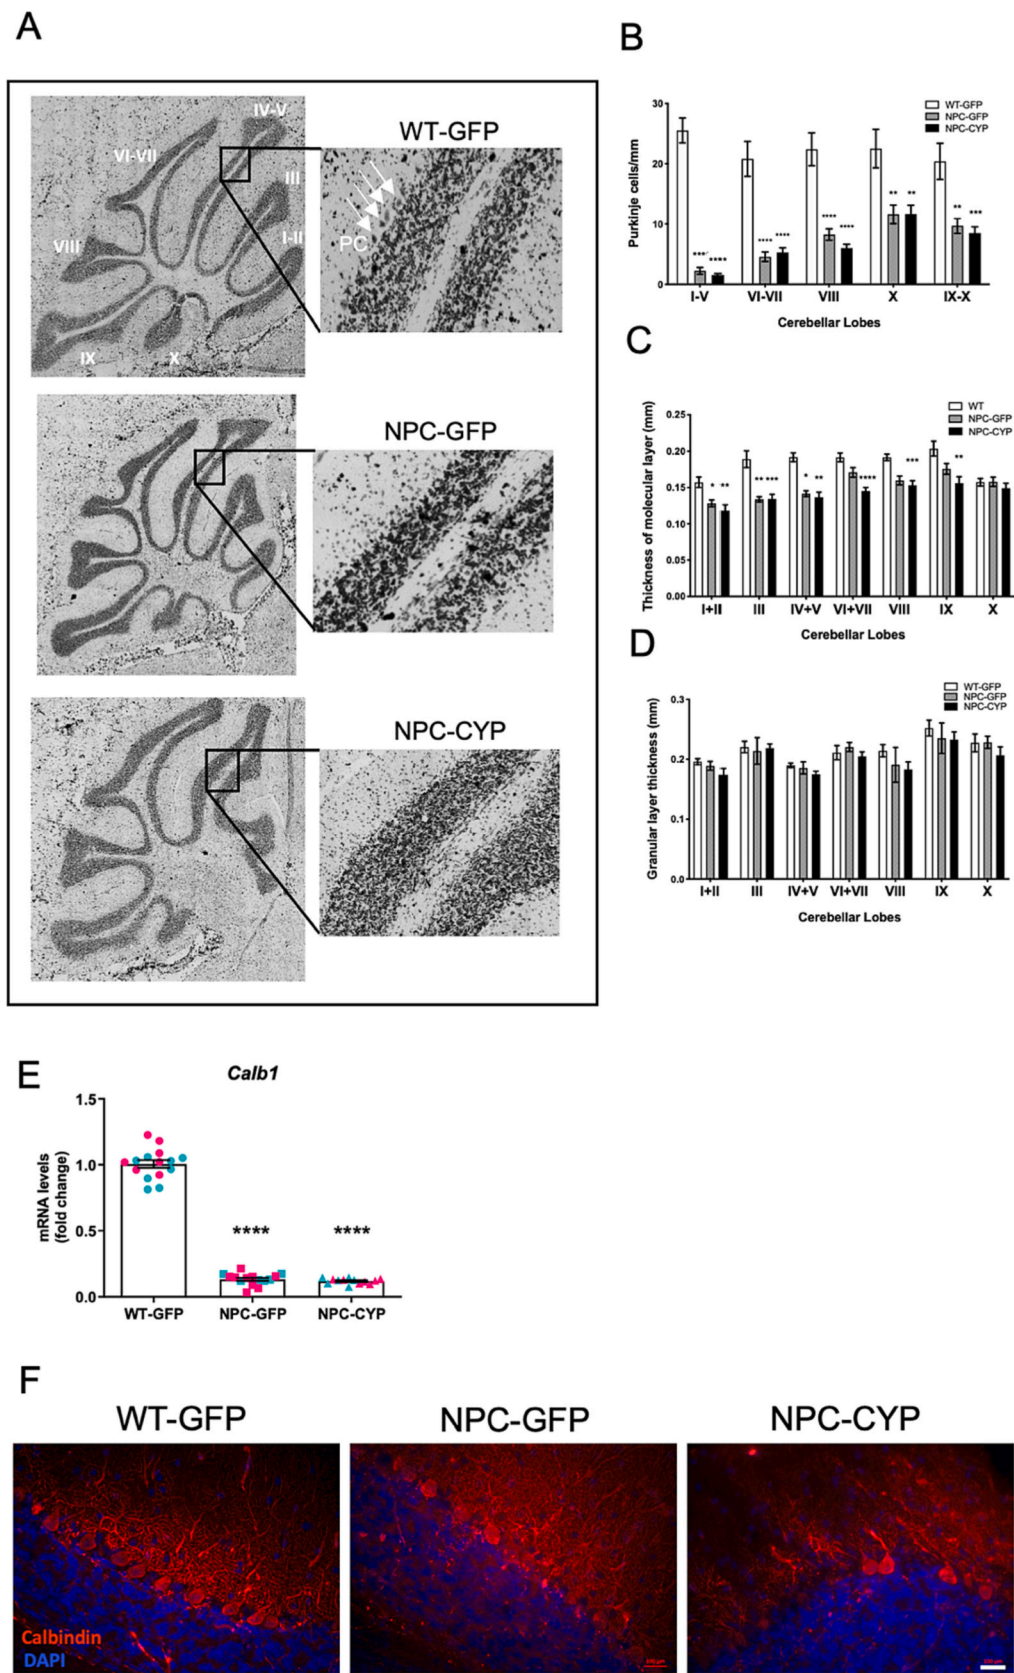 A
IV-V
VI-VII
III
VIII
I-II
IX
X
WT-GFP
PC
NPC-GFP
NPC-CYP
B
WT-GFP
NPC-GFP
NPC-CYP
Purkinje cells/mm
30
20
10
0
**** **** **** **** **** **** ** ** ** ***
I-V VI-VII VIII X IX-X
Cerebellar Lobes
C
WT
NPC-GFP
NPC-CYP
Thickness of molecular layer (mm)
0.25
0.20
0.15
0.10
0.05
0.00
* ** ** *** * ** **** *** **
I+II III IV+V VI+VII VIII IX X
Cerebellar Lobes
D
WT-GFP
NPC-GFP
NPC-CYP
Granular layer thickness (mm)
0.3
0.2
0.1
0.0
I+II III IV+V VI+VII VIII IX X
Cerebellar Lobes
E
Calb1
mRNA levels
(fold change)
1.5
1.0
0.5
0.0
**** ****
WT-GFP NPC-GFP NPC-CYP
F
WT-GFP NPC-GFP NPC-CYP
Calbindin
DAPI
100 µm
100 µm